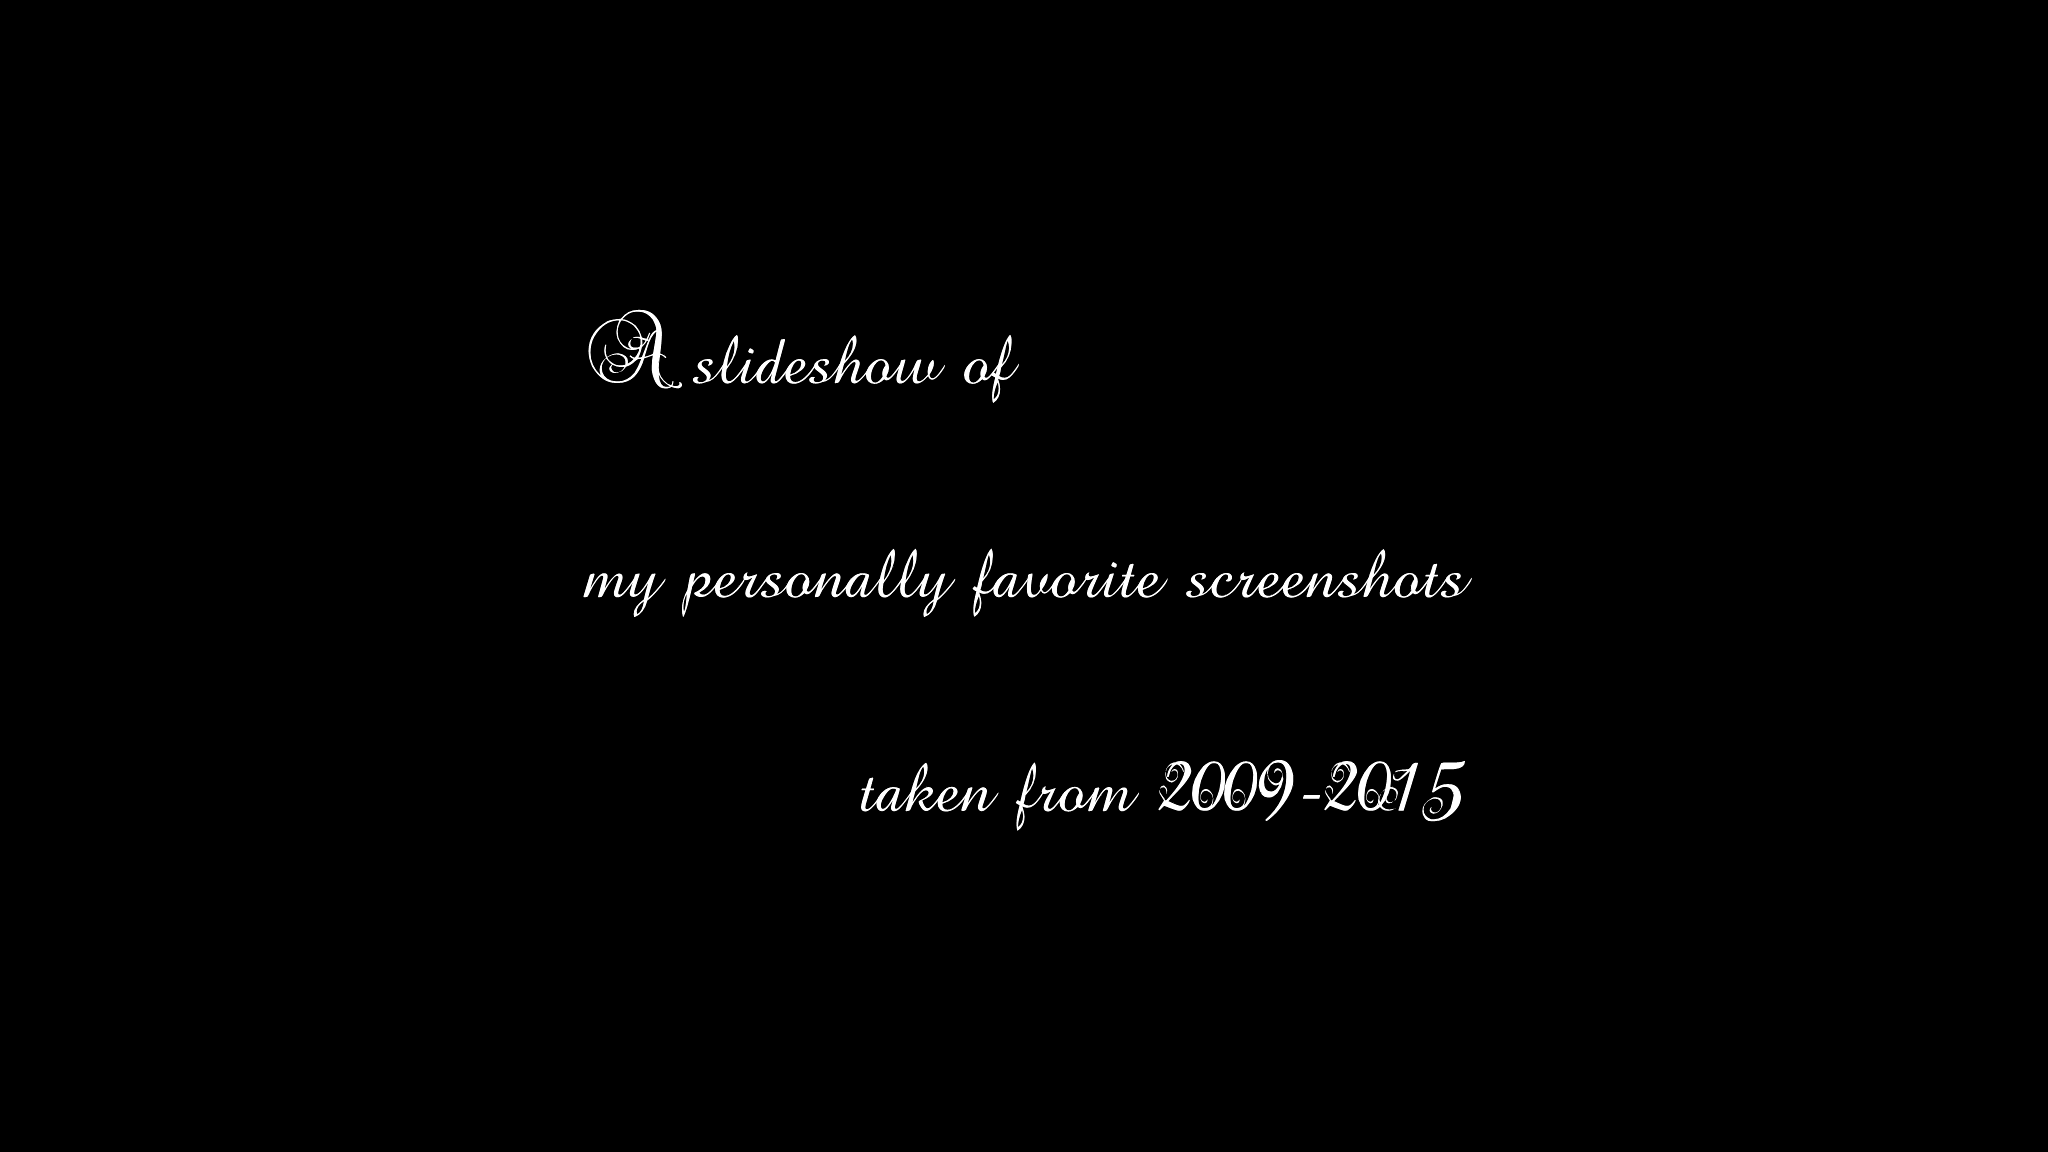 A slideshow of
my personally favorite screenshots
taken from 2009-2015